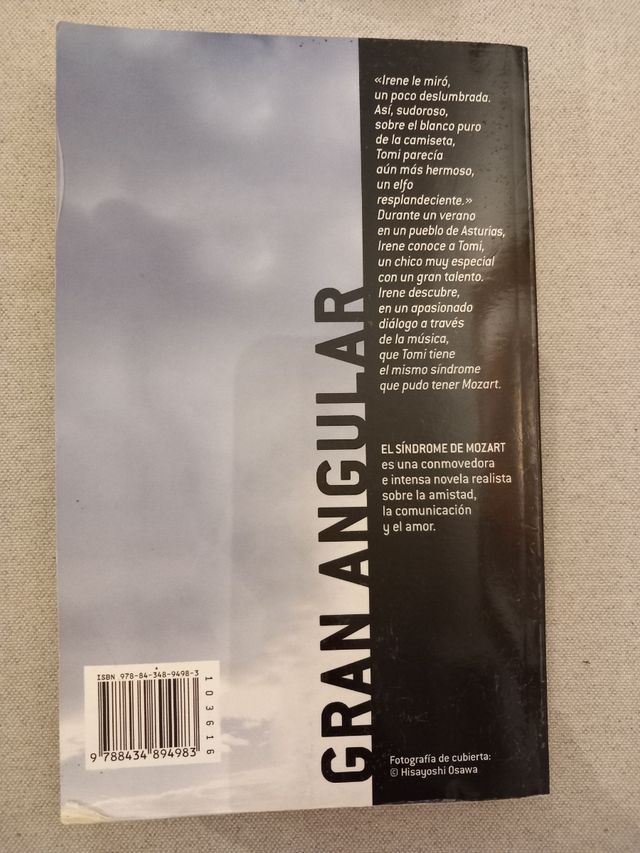 «Irene le miró,
un poco deslumbrada.
Así, sudoroso,
sobre el blanco puro
de la camiseta,
Tomi parecía
aún más hermoso,
un elfo
resplandeciente.»
Durante un verano
en un pueblo de Asturias,
Irene conoce a Tomi,
un chico muy especial
con un gran talento.
Irene descubre,
en un apasionado
diálogo a través
de la música,
que Tomi tiene
el mismo síndrome
que pudo tener Mozart.
EL SÍNDROME DE MOZART
es una conmovedora
e intensa novela realista
sobre la amistad,
la comunicación
y el amor.
GRAN ANGULAR
ISBN 978-84-348-9498-3
9 788434 894983
103616
Fotografía de cubierta:
© Hisayoshi Osawa